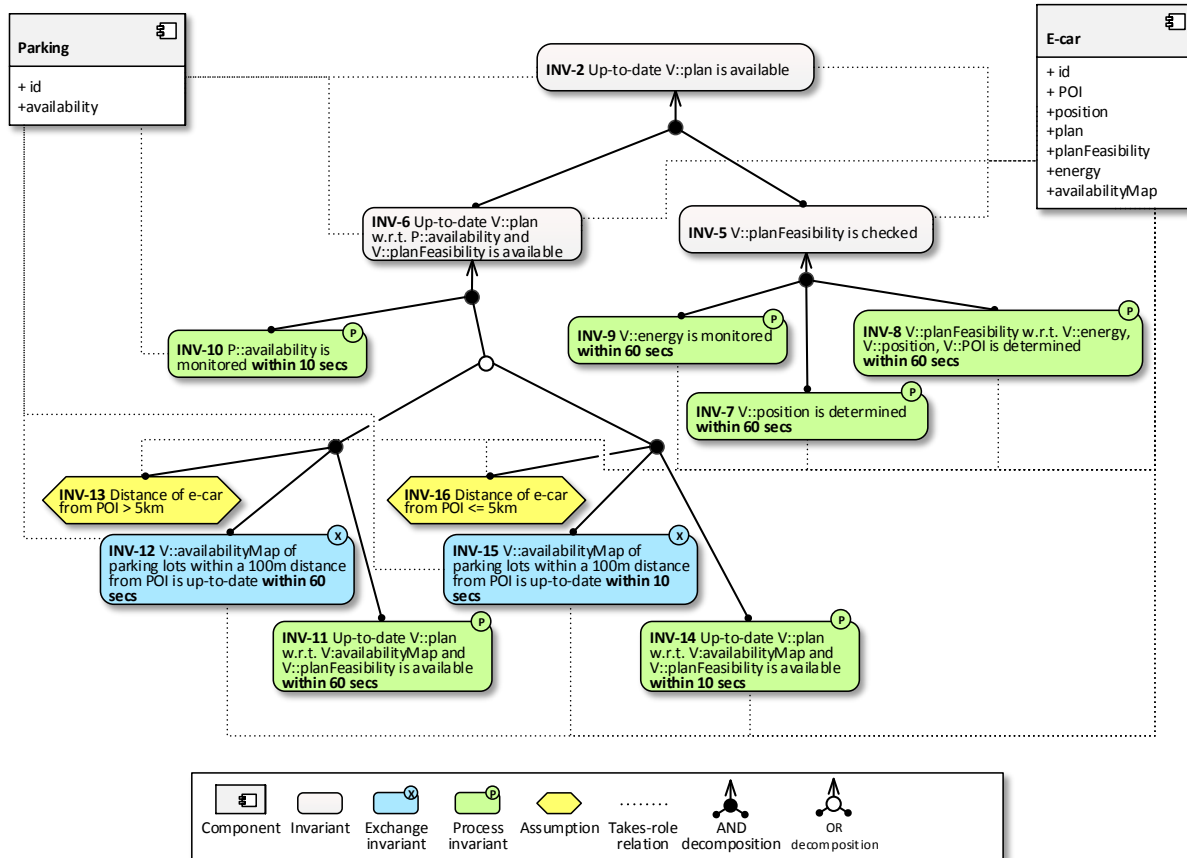 Parking
+ id
+availability
E-car
+ id
+ POI
+position
+plan
+planFeasibility
+energy
+availabilityMap
INV-2 Up-to-date V::plan is available
INV-6 Up-to-date V::plan
w.r.t. P::availability and
V::planFeasibility is available
INV-5 V::planFeasibility is checked
P
INV-10 P::availability is
monitored within 10 secs
P
INV-9 V::energy is monitored
within 60 secs
P
INV-8 V::planFeasibility w.r.t. V::energy,
V::position, V::POI is determined
within 60 secs
P
INV-7 V::position is determined
within 60 secs
INV-13 Distance of e-car
from POI > 5km
INV-16 Distance of e-car
from POI <= 5km
X
INV-12 V::availabilityMap of
parking lots within a 100m distance
from POI is up-to-date within 60
secs
X
INV-15 V::availabilityMap of
parking lots within a 100m distance
from POI is up-to-date within 10
secs
P
INV-11 Up-to-date V::plan
w.r.t. V:availabilityMap and
V::planFeasibility is available
within 60 secs
P
INV-14 Up-to-date V::plan
w.r.t. V:availabilityMap and
V::planFeasibility is available
within 10 secs
X
P
Component
Invariant
Exchange
invariant
Process
invariant
Assumption
Takes-role
relation
AND
decomposition
OR
decomposition